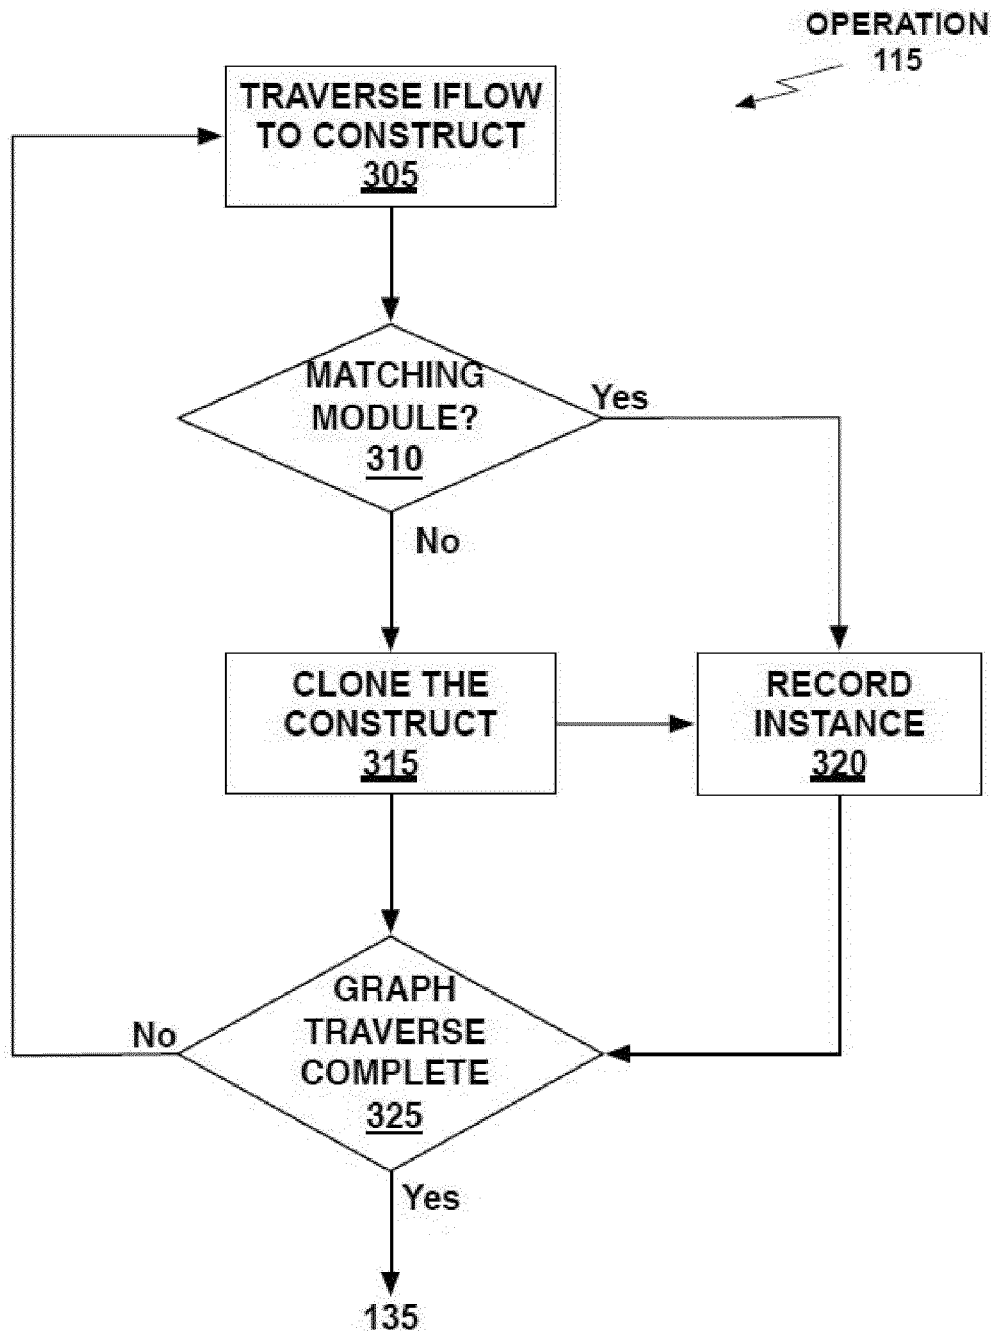 OPERATION
115
TRAVERSE IFLOW
TO CONSTRUCT
305
MATCHING
MODULE?
310
Yes
No
CLONE THE
CONSTRUCT
315
RECORD
INSTANCE
320
GRAPH
TRAVERSE
COMPLETE
325
No
Yes
135